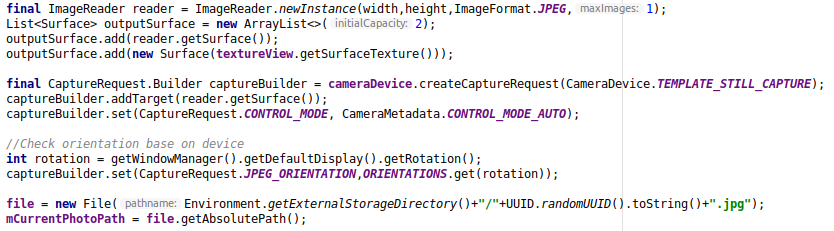 final ImageReader reader = ImageReader.newInstance(width,height,ImageFormat.JPEG, maxImages: 1);
List<Surface> outputSurface = new ArrayList<>( initialCapacity: 2);
outputSurface.add(reader.getSurface());
outputSurface.add(new Surface(textureView.getSurfaceTexture()));
final CaptureRequest.Builder captureBuilder = cameraDevice.createCaptureRequest(CameraDevice.TEMPLATE_STILL_CAPTURE);
captureBuilder.addTarget(reader.getSurface());
captureBuilder.set(CaptureRequest.CONTROL_MODE, CameraMetadata.CONTROL_MODE_AUTO);
//Check orientation base on device
int rotation = getWindowManager().getDefaultDisplay().getRotation();
captureBuilder.set(CaptureRequest.JPEG_ORIENTATION,ORIENTATIONS.get(rotation));
file = new File( pathname: Environment.getExternalStorageDirectory()+"/"+UUID.randomUUID().toString()+".jpg");
mCurrentPhotoPath = file.getAbsolutePath();